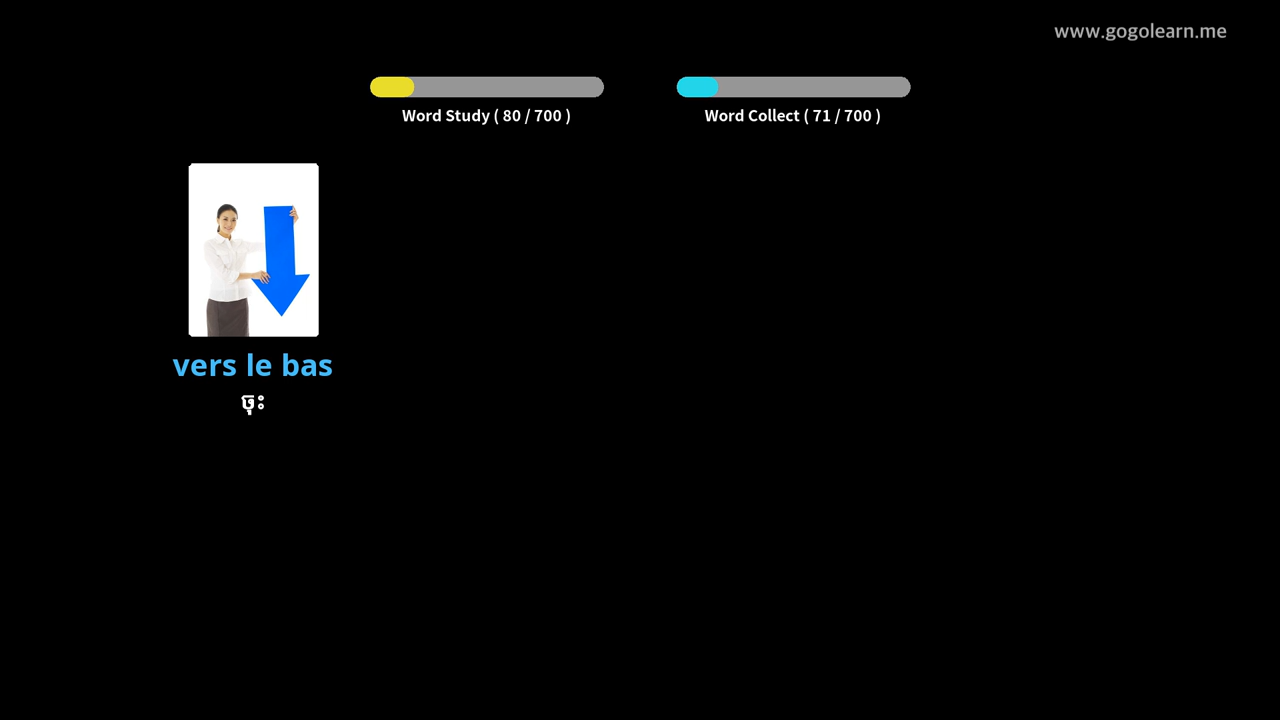 www.gogolearn.me
Word Study ( 80 / 700 )
Word Collect ( 71 / 700 )
vers le bas
ចុះ